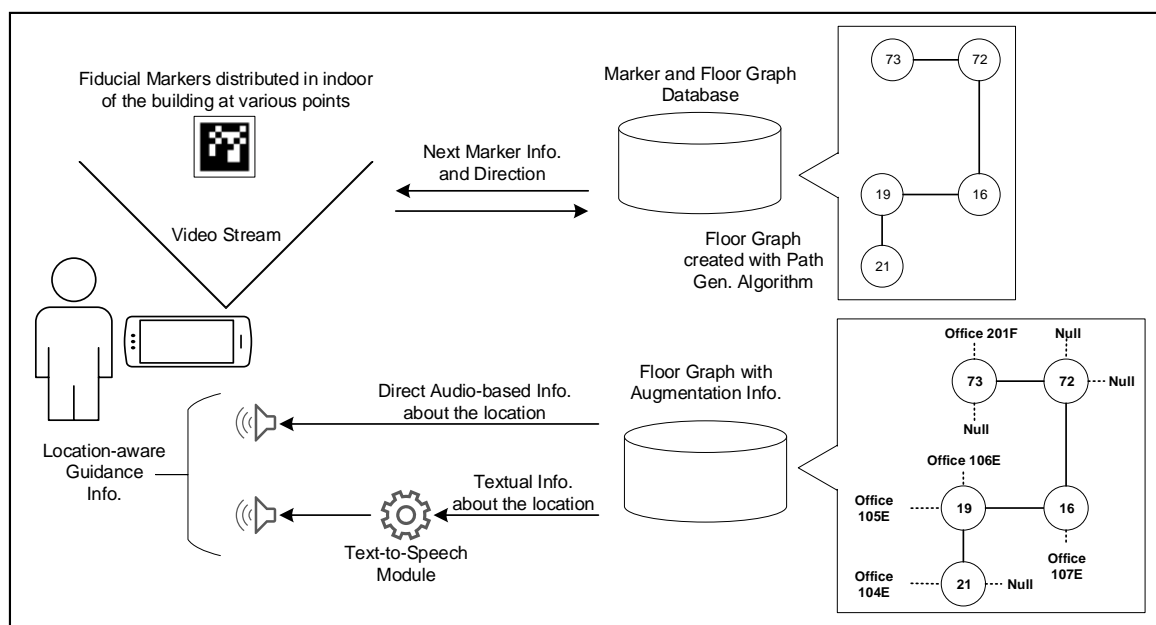 Fiducial Markers distributed in indoor
of the building at various points
Video Stream
Next Marker Info.
and Direction
Marker and Floor Graph
Database
Floor Graph
created with Path
Gen. Algorithm
73
72
19
16
21
Direct Audio-based Info.
about the location
Floor Graph with
Augmentation Info.
Location-aware
Guidance
Info.
Textual Info.
about the location
Text-to-Speech
Module
Office 201F
Null
73
72
Null
Null
Office 106E
Office
105E
19
16
Office
107E
Office
104E
21
Null